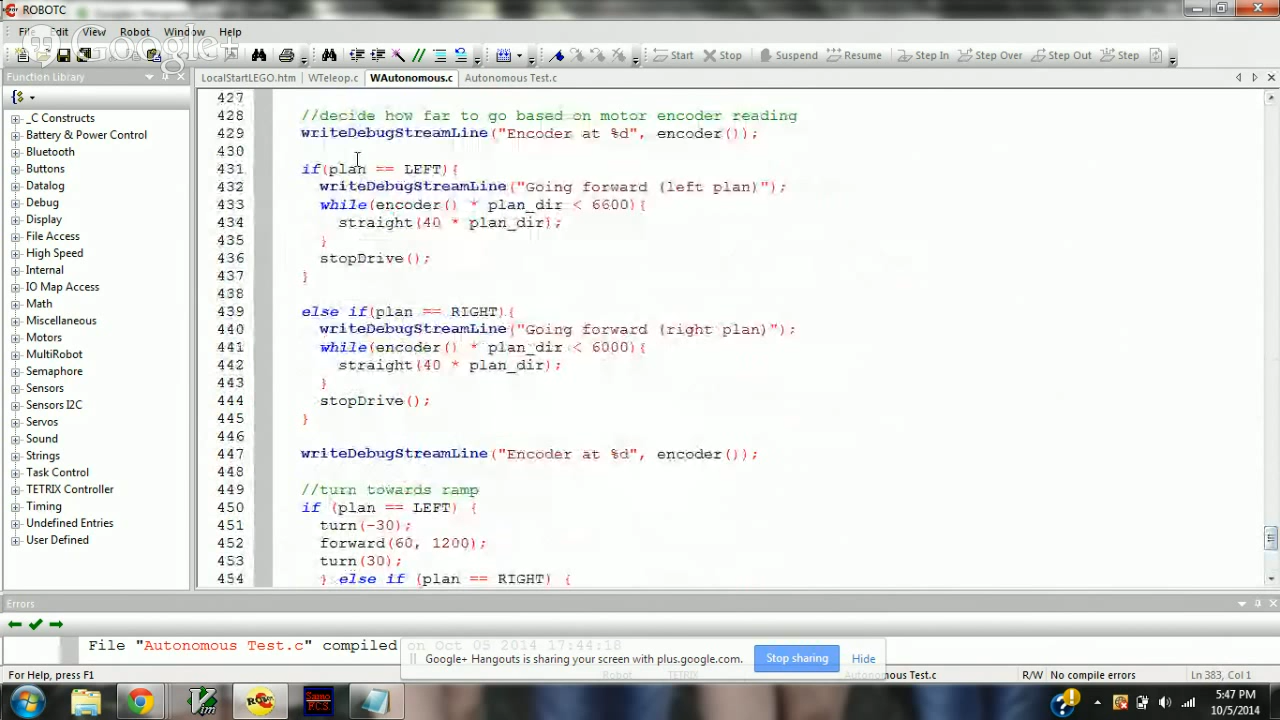 ROBOTC
File Edit View Robot Window Help
Google+
Start Stop Suspend Resume Step In Step Over Step Out Step
Function Library
LocalStartLEGO.htm WTeleop.c WAutonomous.c Autonomous Test.c
_C Constructs
Battery & Power Control
Bluetooth
Buttons
Datalog
Debug
Display
File Access
High Speed
Internal
IO Map Access
Math
Miscellaneous
Motors
MultiRobot
Semaphore
Sensors
Sensors I2C
Servos
Sound
Strings
Task Control
TETRIX Controller
Timing
Undefined Entries
User Defined
427
428 //decide how far to go based on motor encoder reading
429 writeDebugStreamLine("Encoder at %d", encoder());
430
431 if(plan == LEFT){
432 writeDebugStreamLine("Going forward (left plan)");
433 while(encoder() * plan_dir < 6600){
434 straight(40 * plan_dir);
435 }
436 stopDrive();
437 }
438
439 else if(plan == RIGHT){
440 writeDebugStreamLine("Going forward (right plan)");
441 while(encoder() * plan_dir < 6000){
442 straight(40 * plan_dir);
443 }
444 stopDrive();
445 }
446
447 writeDebugStreamLine("Encoder at %d", encoder());
448
449 //turn towards ramp
450 if (plan == LEFT) {
451 turn(-30);
452 forward(60, 1200);
453 turn(30);
454 } else if (plan == RIGHT) {
Errors
File "Autonomous Test.c" compiled on Oct 05 2014 17:44:18
Google+ Hangouts is sharing your screen with plus.google.com. Stop sharing Hide
For Help, press F1 Robot TETRIX Autonomous Test.c R/W No compile errors Ln 383, Col 1
5:47 PM
10/5/2014